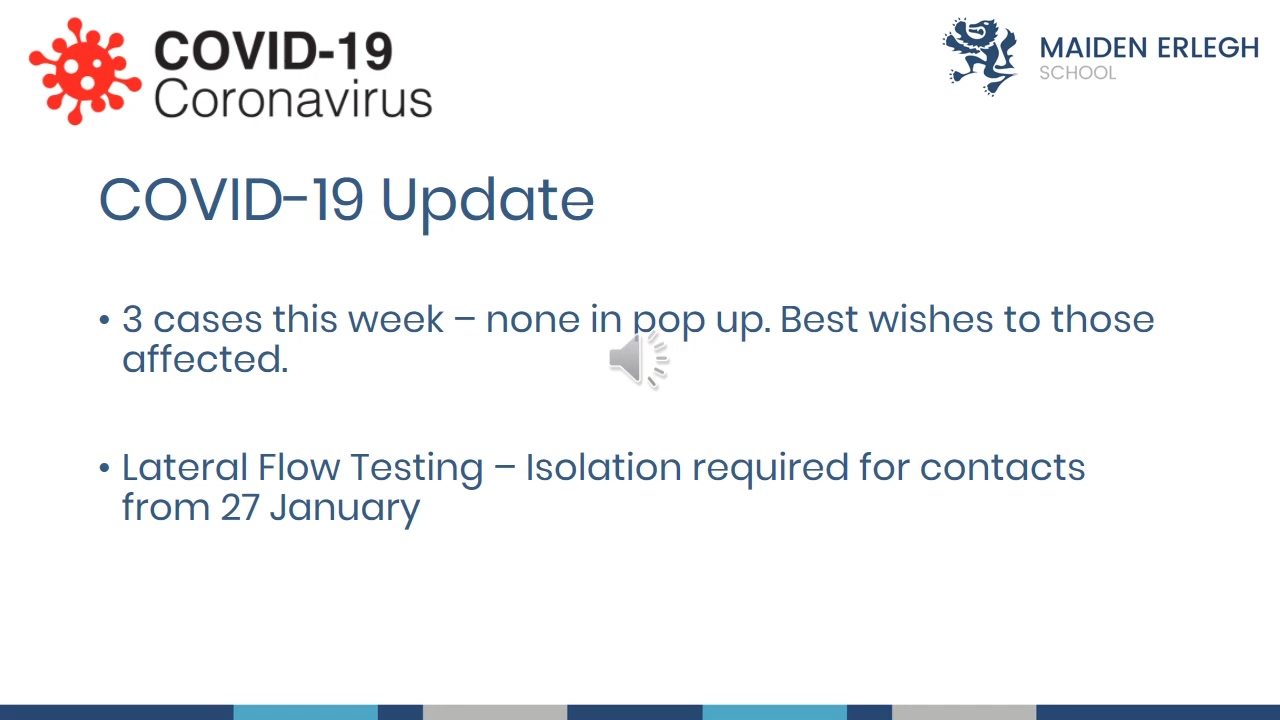 COVID-19
Coronavirus
MAIDEN ERLEGH
SCHOOL
COVID-19 Update
• 3 cases this week – none in pop up. Best wishes to those
affected.
• Lateral Flow Testing – Isolation required for contacts
from 27 January